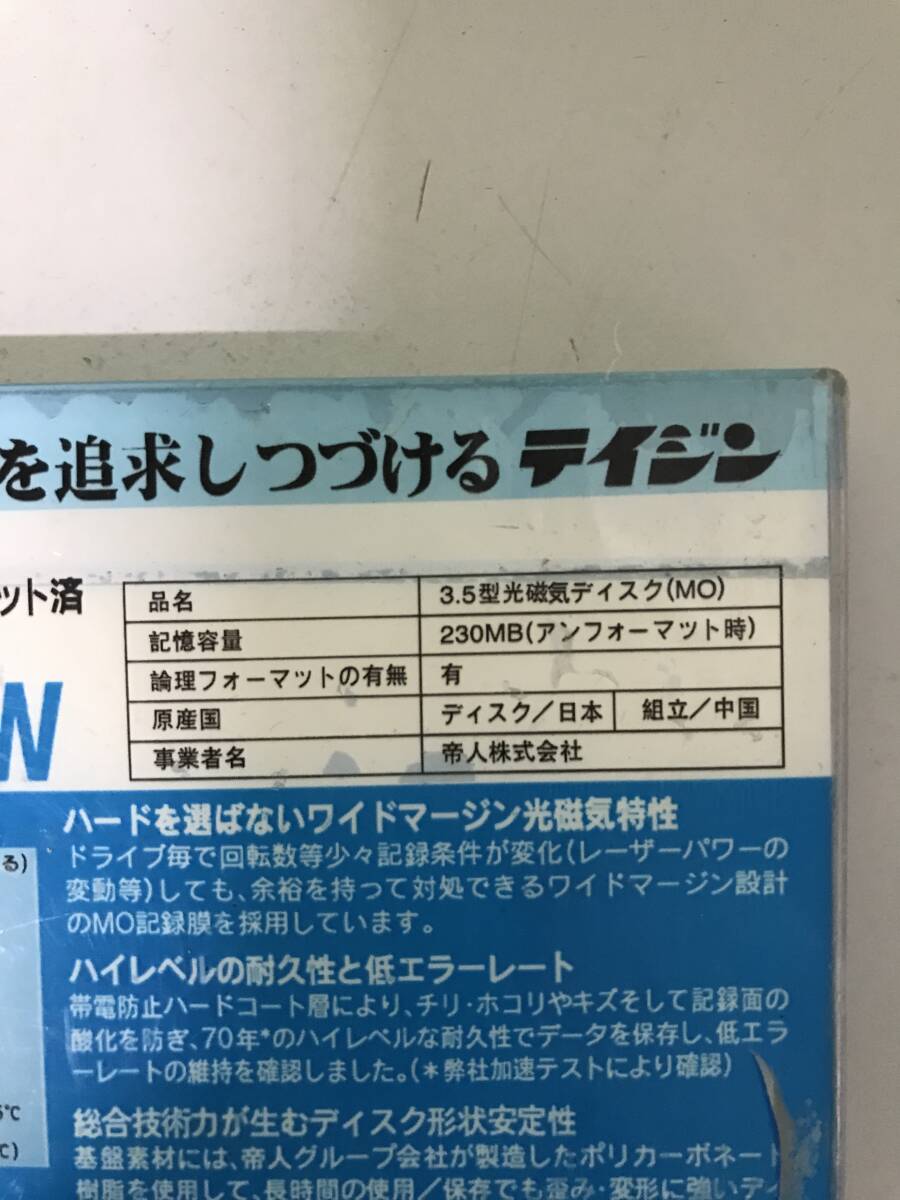 を追求しつづける テイジン
ット済
品名 3.5型光磁気ディスク(MO)
記憶容量 230MB(アンフォーマット時)
論理フォーマットの有無 有
原産国 ディスク/日本 組立/中国
事業者名 帝人株式会社
W
ハードを選ばないワイドマージン光磁気特性
ドライブ毎で回転数等少々記録条件が変化(レーザーパワーの
変動等)しても、余裕を持って対処できるワイドマージン設計
のMO記録膜を採用しています。
る)
ハイレベルの耐久性と低エラーレート
帯電防止ハードコート層により、チリ・ホコリやキズそして記録面の
酸化を防ぎ、70年*のハイレベルな耐久性でデータを保存し、低エラ
ーレートの維持を確認しました。(*弊社加速テストにより確認)
℃
℃)
総合技術力が生むディスク形状安定性
基盤素材には、帝人グループ会社が製造したポリカーボネート
樹脂を使用して、長時間の使用/保存でも歪み・変形に強いディ